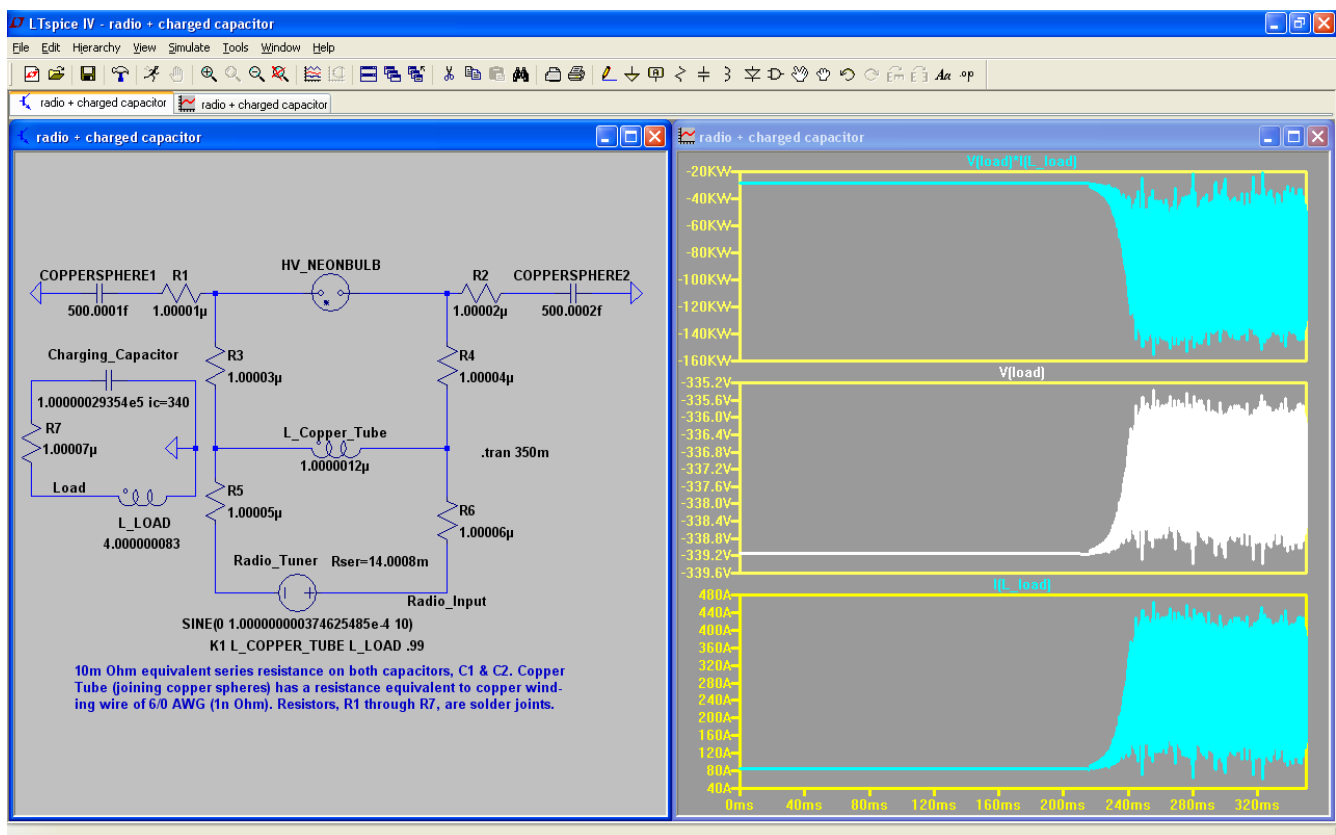 LTspice IV - radio + charged capacitor
File Edit Hierarchy View Simulate Tools Window Help
Aa .op
radio + charged capacitor
radio + charged capacitor
radio + charged capacitor
COPPERSPHERE1 R1
HV_NEONBULB
R2 COPPERSPHERE2
500.0001f 1.00001µ
1.00002µ 500.0002f
Charging_Capacitor
1.00000029354e5 ic=340
R3
1.00003µ
R4
1.00004µ
R7
1.00007µ
L_Copper_Tube
1.0000012µ
.tran 350m
Load
L_LOAD
4.000000083
R5
1.00005µ
R6
1.00006µ
Radio_Tuner Rser=14.0008m
Radio_Input
SINE(0 1.000000000374625485e-4 10)
K1 L_COPPER_TUBE L_LOAD .99
10m Ohm equivalent series resistance on both capacitors, C1 & C2. Copper
Tube (joining copper spheres) has a resistance equivalent to copper wind-
ing wire of 6/0 AWG (1n Ohm). Resistors, R1 through R7, are solder joints.
radio + charged capacitor
V(load)*I(L_load)
-20KW
-40KW
-60KW
-80KW
-100KW
-120KW
-140KW
-160KW
V(load)
-335.2V
-335.6V
-336.0V
-336.4V
-336.8V
-337.2V
-337.6V
-338.0V
-338.4V
-338.8V
-339.2V
-339.6V
I(L_load)
480A
440A
400A
360A
320A
280A
240A
200A
160A
120A
80A
40A
0ms 40ms 80ms 120ms 160ms 200ms 240ms 280ms 320ms